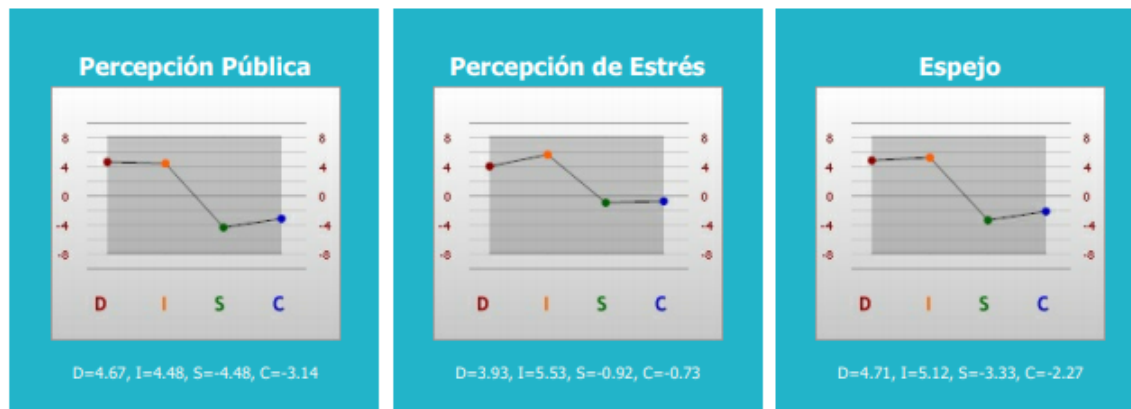 Percepción Pública
8 8
4 4
0 0
-4 -4
-8 -8
D I S C
D=4.67, I=4.48, S=-4.48, C=-3.14
Percepción de Estrés
8 8
4 4
0 0
-4 -4
-8 -8
D I S C
D=3.93, I=5.53, S=-0.92, C=-0.73
Espejo
8 8
4 4
0 0
-4 -4
-8 -8
D I S C
D=4.71, I=5.12, S=-3.33, C=-2.27